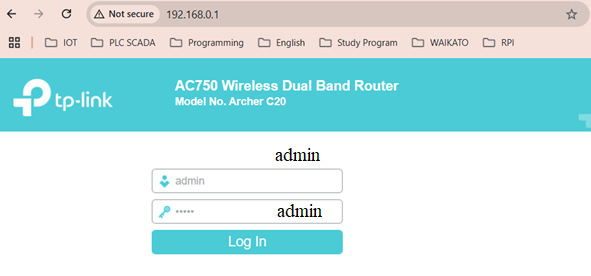 Not secure 192.168.0.1
IOT PLC SCADA Programming English Study Program WAIKATO RPI
tp-link
AC750 Wireless Dual Band Router
Model No. Archer C20
admin
admin
••••• admin
Log In